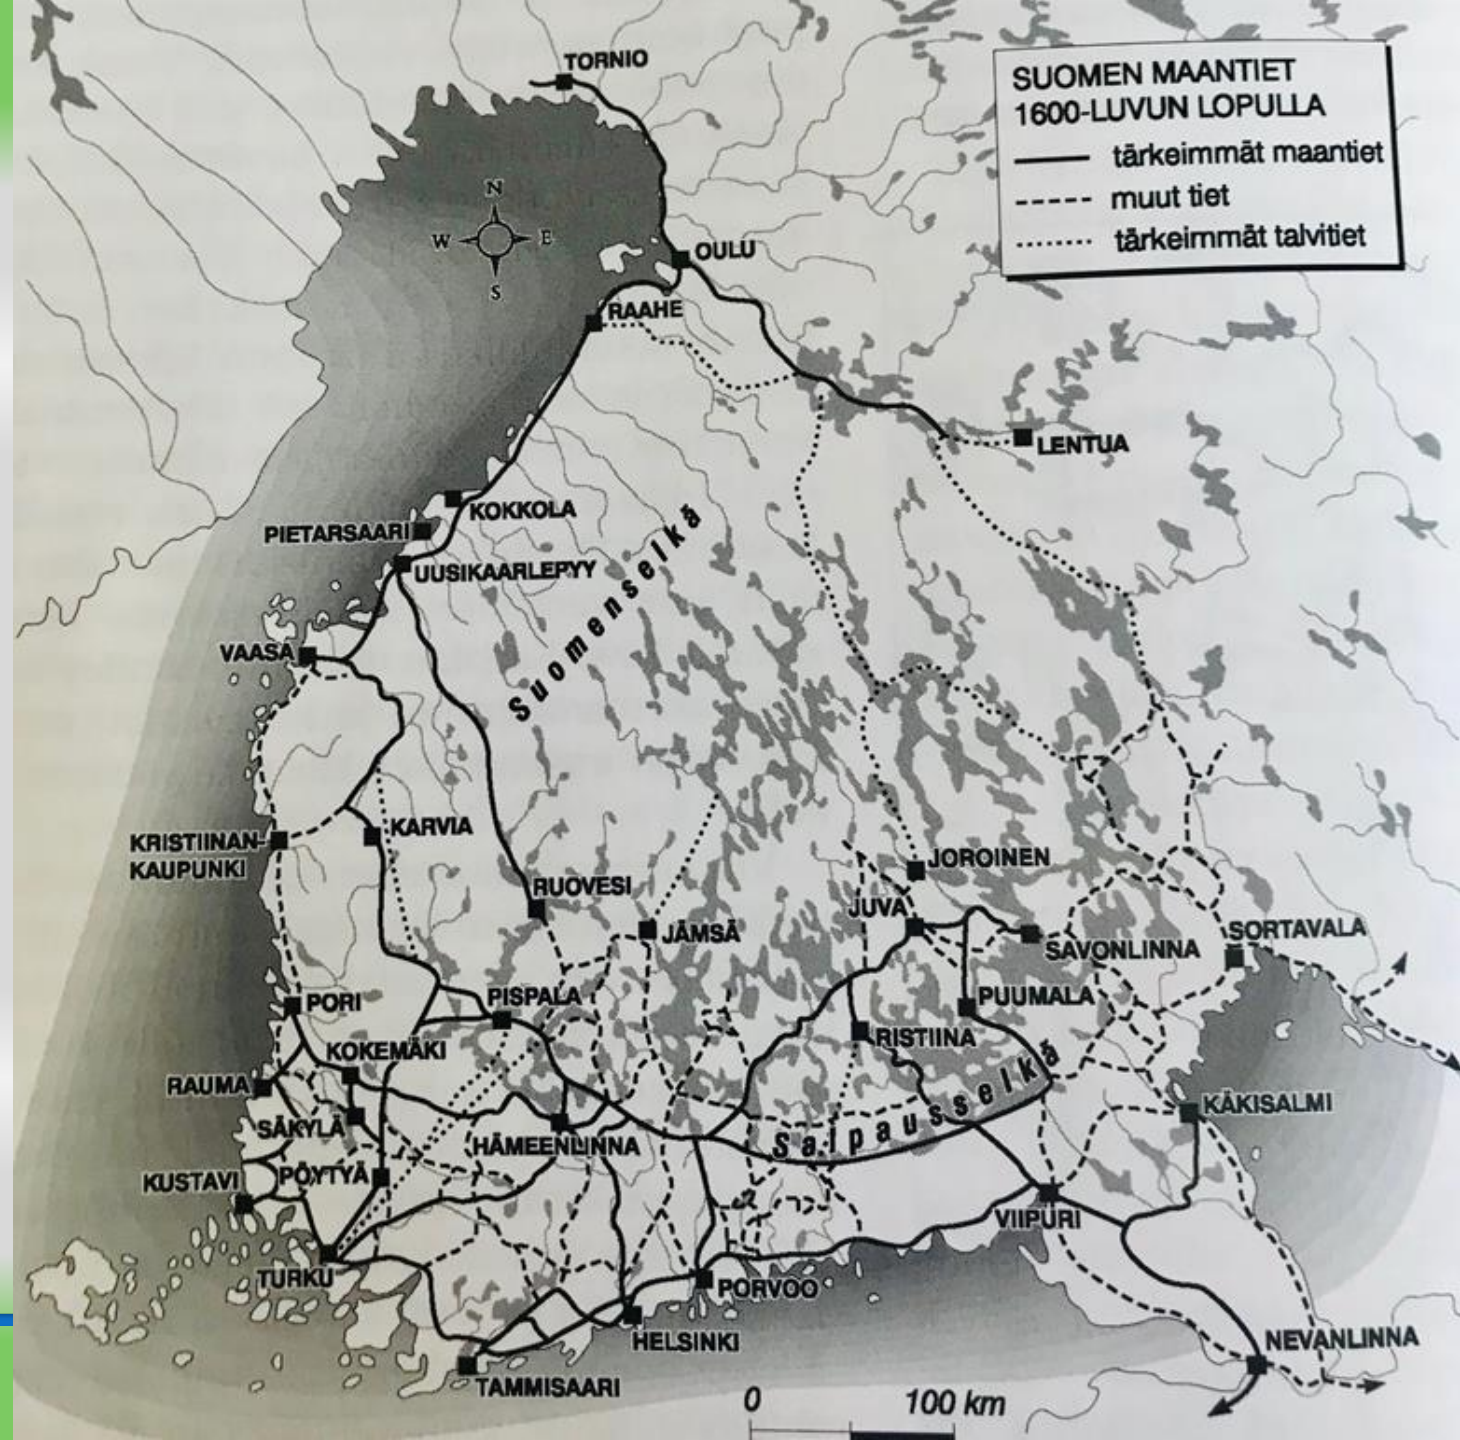 TORNIO
SUOMEN MAANTIET
1600-LUVUN LOPULLA
tärkeimmät maantiet
muut tiet
tärkeimmät talvitiet
N
W
E
S
OULU
RAAHE
LENTUA
KOKKOLA
PIETARSAARI
UUSIKAARLEPYY
Suomenselkä
VAASA
KARVIA
KRISTIINAN-
KAUPUNKI
JOROINEN
RUOVESI
JUVA
JÄMSÄ
SAVONLINNA
SORTAVALA
PORI
PISPALA
PUUMALA
RISTIINA
KOKEMÄKI
RAUMA
Salpausselkä
KÄKISALMI
SÄKYLÄ
HÄMEENLINNA
KUSTAVI
PÖYTYÄ
VIIPURI
TURKU
PORVOO
HELSINKI
NEVANLINNA
TAMMISAARI
0 100 km